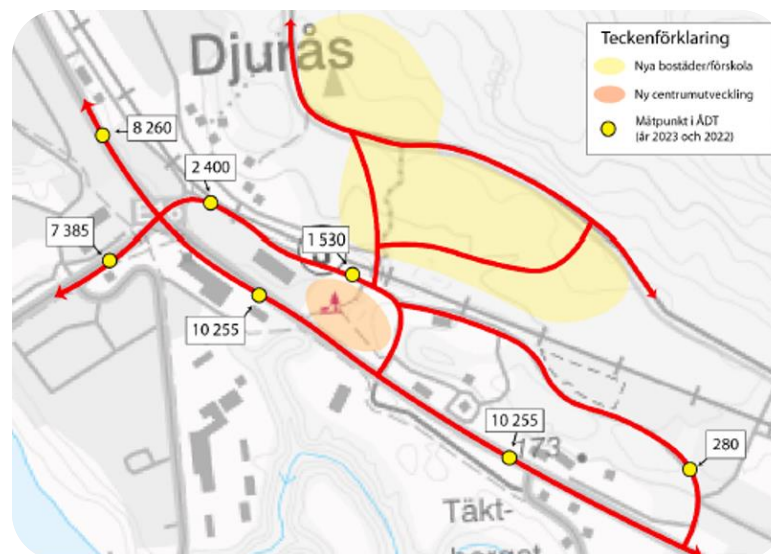 Djurås
Teckenförklaring
Nya bostäder/förskola
Ny centrumutveckling
Mätpunkt i ÅDT
(år 2023 och 2022)
8 260
2 400
7 385
1 530
10 255
10 255
173
280
Täkt-
berget